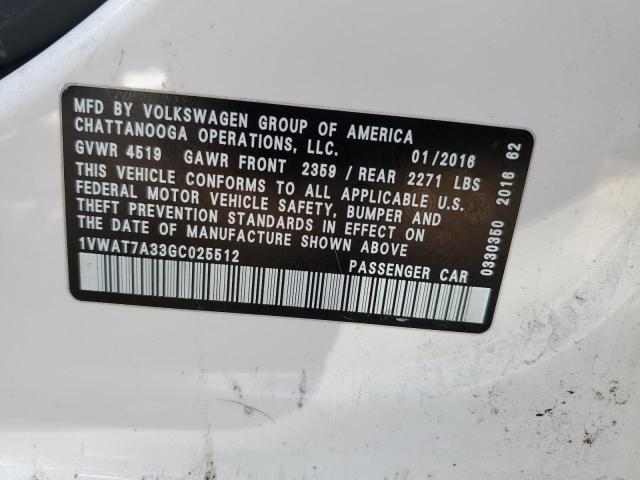 MFD BY VOLKSWAGEN GROUP OF AMERICA
CHATTANOOGA OPERATIONS, LLC. 01/2016
GVWR 4519 GAWR FRONT 2359 / REAR 2271 LBS
THIS VEHICLE CONFORMS TO ALL APPLICABLE U.S.
FEDERAL MOTOR VEHICLE SAFETY, BUMPER AND
THEFT PREVENTION STANDARDS IN EFFECT ON
THE DATE OF MANUFACTURE SHOWN ABOVE.
1VWAT7A33GC025512 PASSENGER CAR
0330350 2016 62